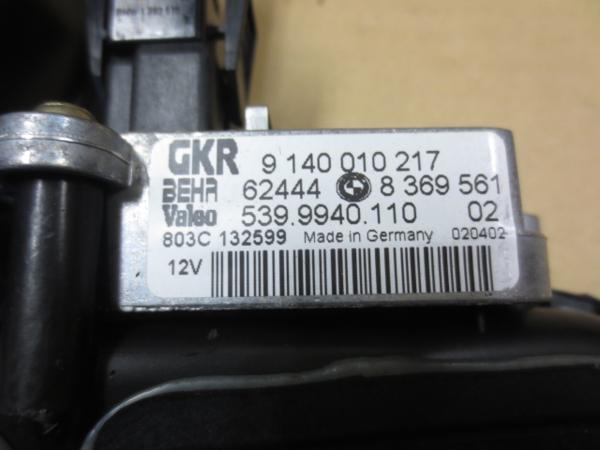 GKR 9 140 010 217
BEHR 62444 8 369 561
Valeo 539.9940.110 02
803C 132599 Made in Germany 020402
12V